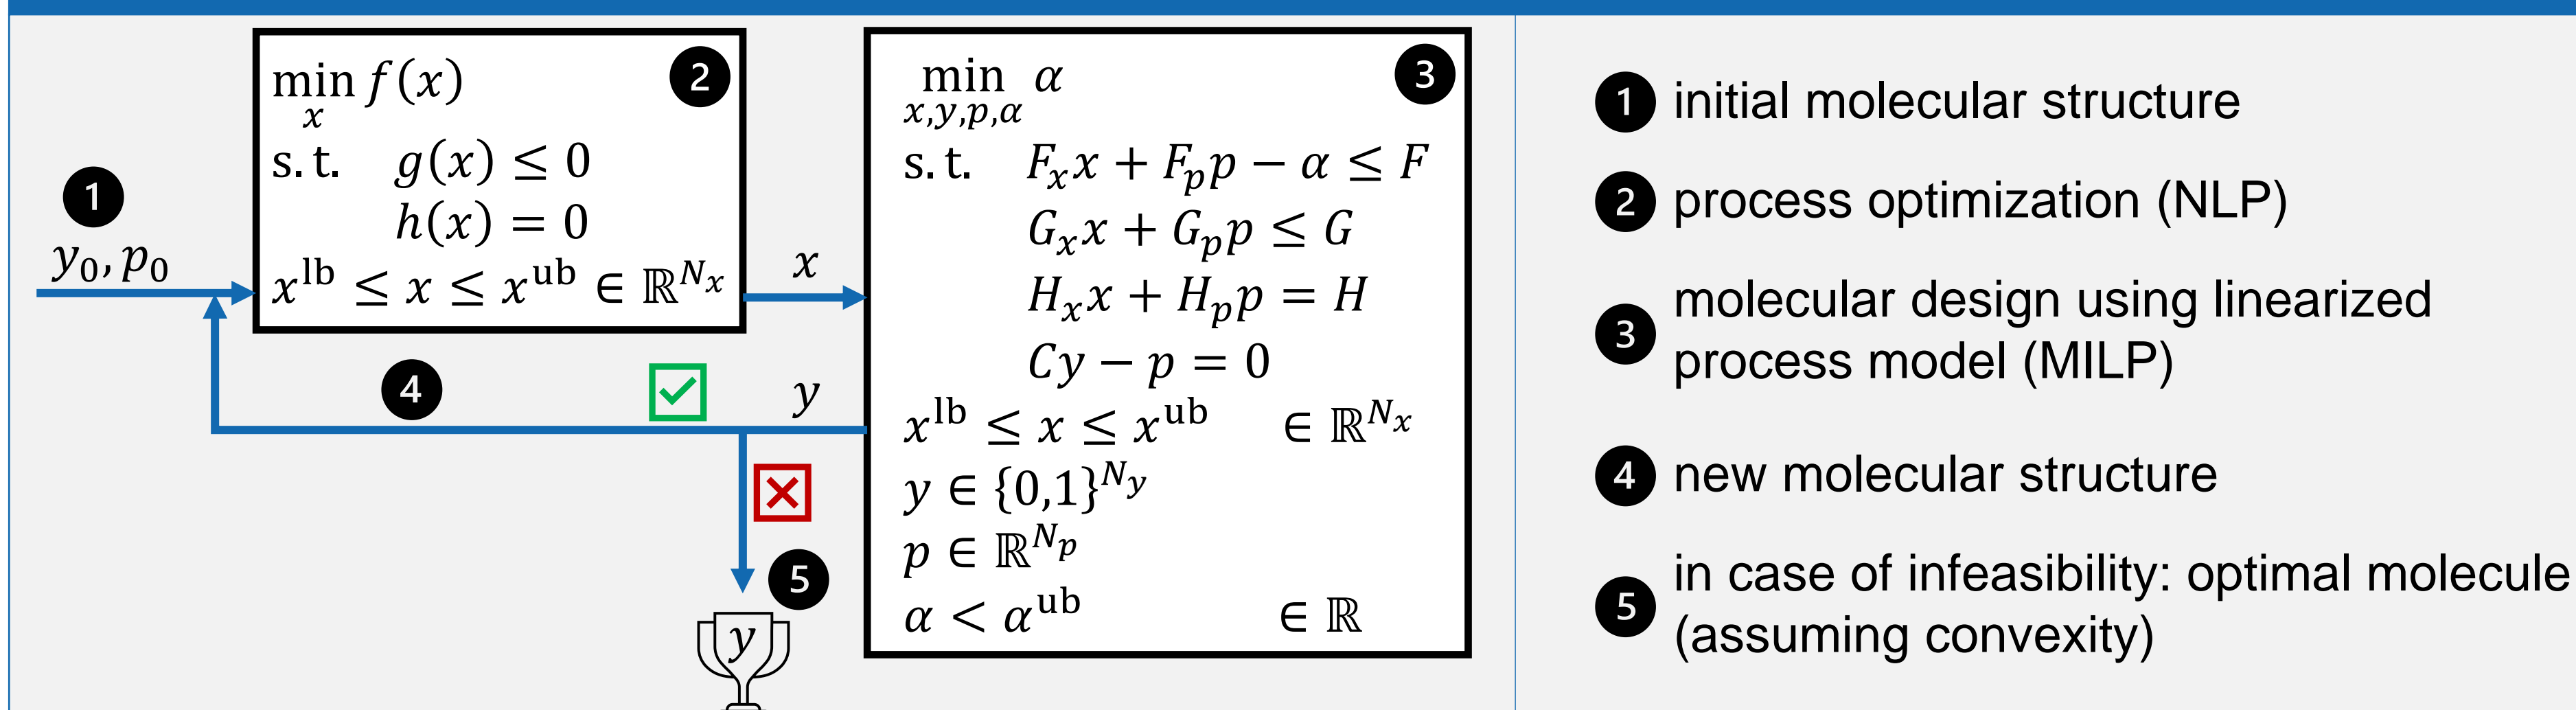 1
y₀, p₀
2
min f(x)
x
s. t. g(x) ≤ 0
h(x) = 0
x^lb ≤ x ≤ x^ub ∈ ℝ^{N_x}
x
4
y
3
min α
x,y,p,α
s. t. F_x x + F_p p − α ≤ F
G_x x + G_p p ≤ G
H_x x + H_p p = H
Cy − p = 0
x^lb ≤ x ≤ x^ub ∈ ℝ^{N_x}
y ∈ {0,1}^{N_y}
p ∈ ℝ^{N_p}
α < α^ub ∈ ℝ
5
y
1 initial molecular structure
2 process optimization (NLP)
3 molecular design using linearized
process model (MILP)
4 new molecular structure
5 in case of infeasibility: optimal molecule
(assuming convexity)